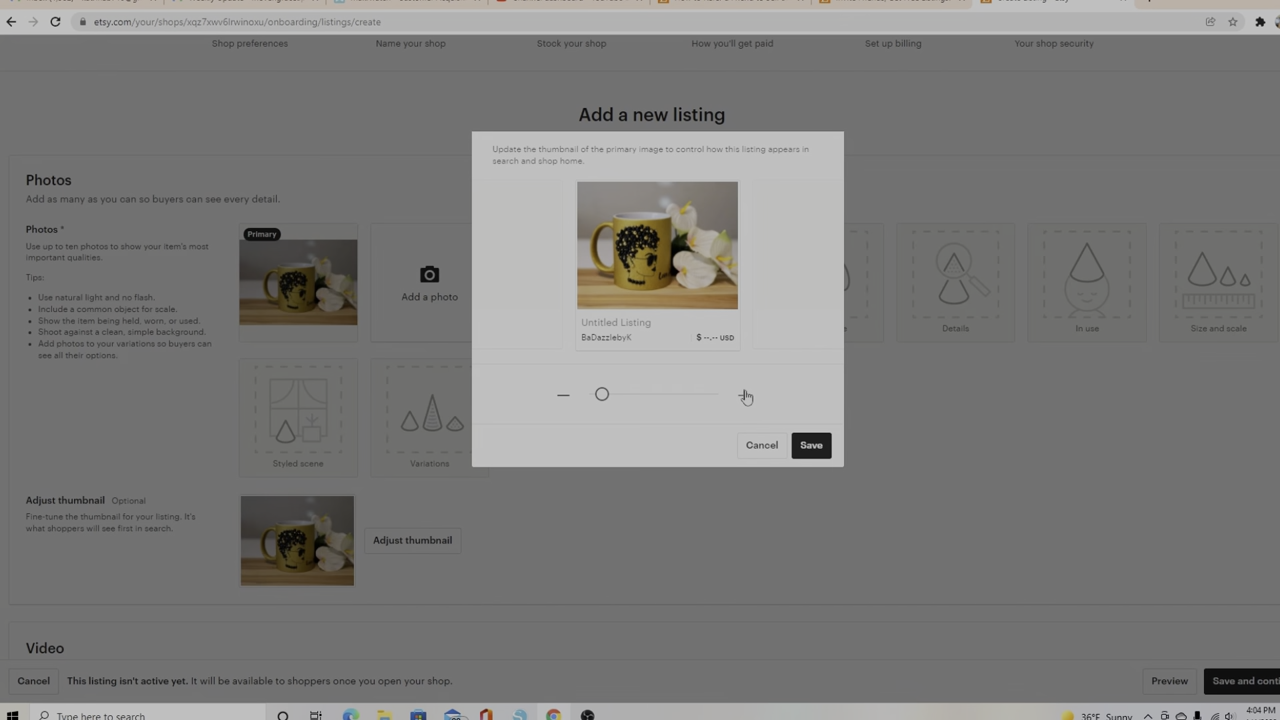 etsy.com/your/shops/xqz7xwv6lrwinoxu/onboarding/listings/create
Shop preferences
Name your shop
Stock your shop
How you'll get paid
Set up billing
Your shop security
Add a new listing
Photos
Add as many as you can so buyers can see every detail.
Photos *
Use up to ten photos to show your item's most
important qualities.
Tips:
• Use natural light and no flash.
• Include a common object for scale.
• Show the item being held, worn, or used.
• Shoot against a clean, simple background.
• Add photos to your variations so buyers can
see all their options.
Primary
Add a photo
Details
In use
Size and scale
Styled scene
Variations
Update the thumbnail of the primary image to control how this listing appears in
search and shop home.
Untitled Listing
BaDazzlebyK
$ --.-- USD
Cancel
Save
Adjust thumbnail Optional
Fine-tune the thumbnail for your listing. It's
what shoppers will see first in search.
Adjust thumbnail
Video
Cancel
This listing isn't active yet. It will be available to shoppers once you open your shop.
Preview
Save and conti
Type here to search
36°F Sunny
4:04 PM